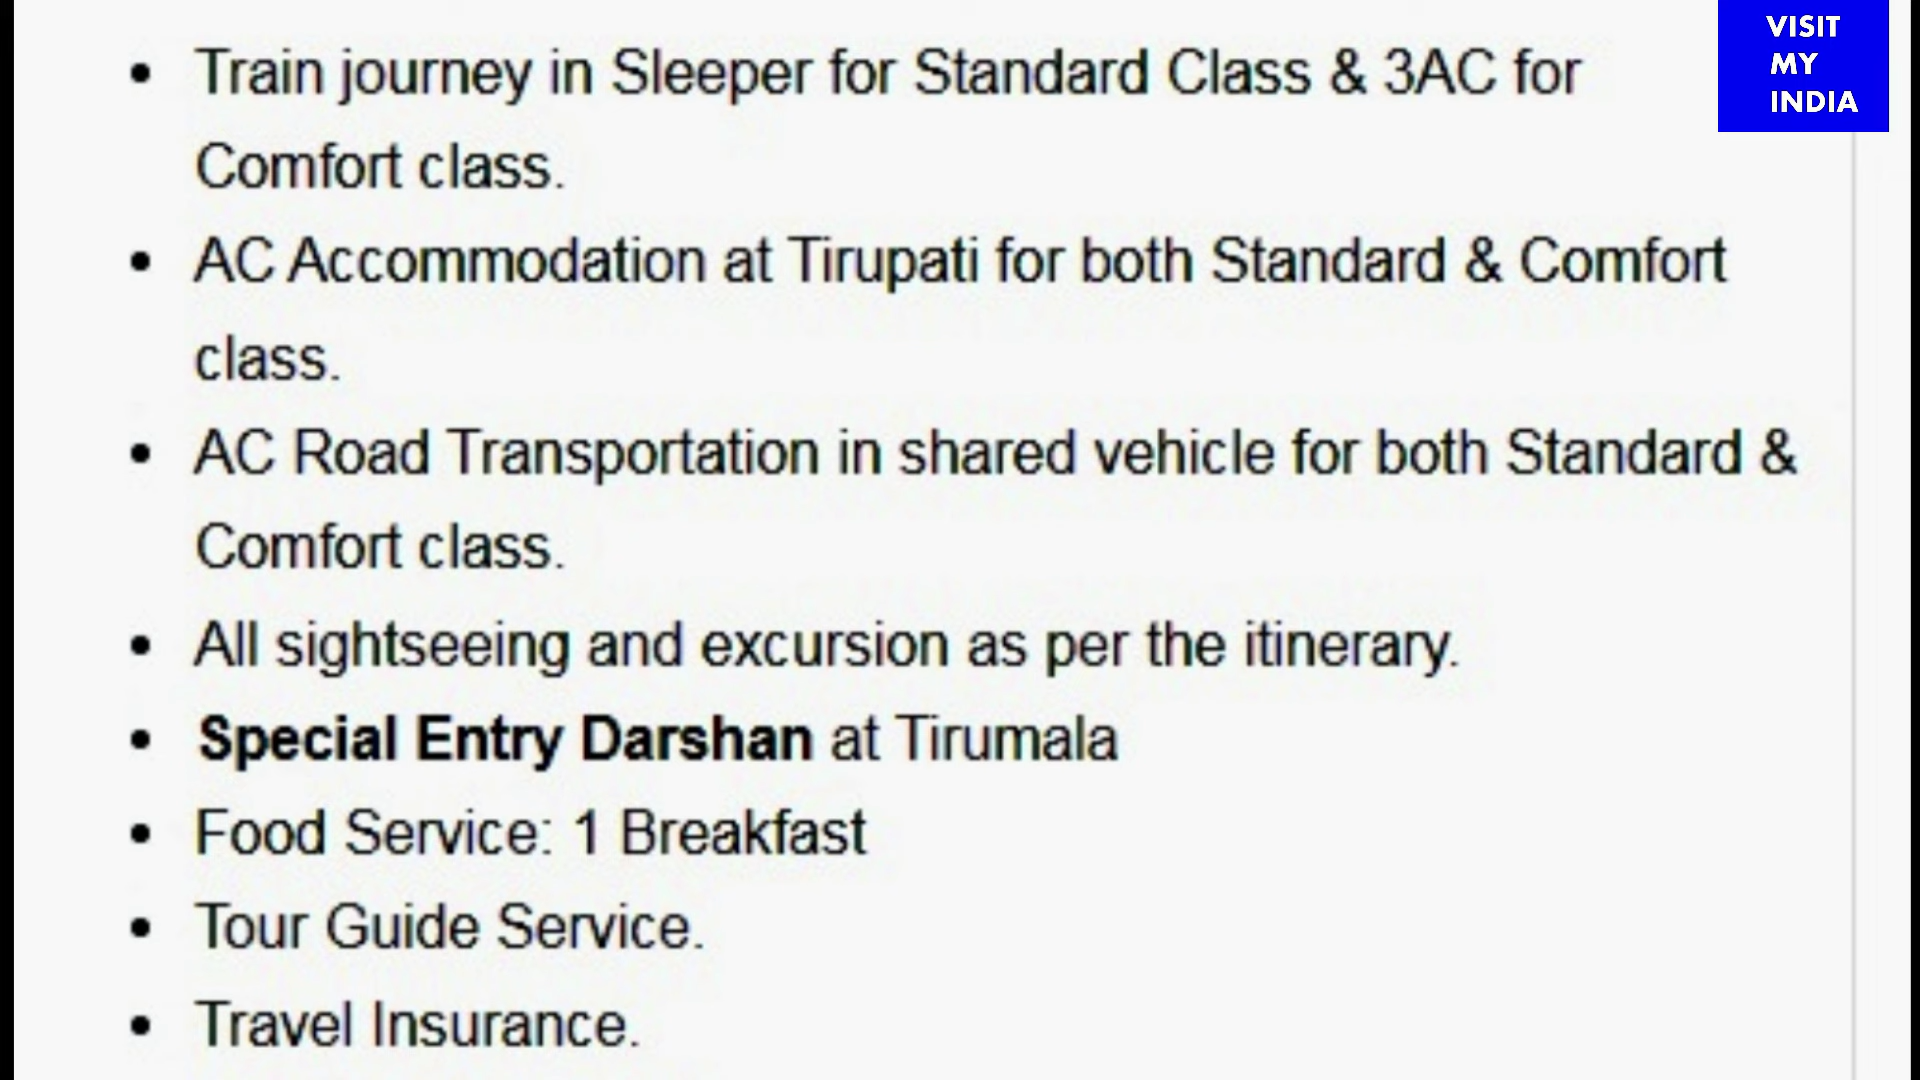 VISIT
MY
INDIA
• Train journey in Sleeper for Standard Class & 3AC for
Comfort class.
• AC Accommodation at Tirupati for both Standard & Comfort
class.
• AC Road Transportation in shared vehicle for both Standard &
Comfort class.
• All sightseeing and excursion as per the itinerary.
• Special Entry Darshan at Tirumala
• Food Service: 1 Breakfast
• Tour Guide Service.
• Travel Insurance.